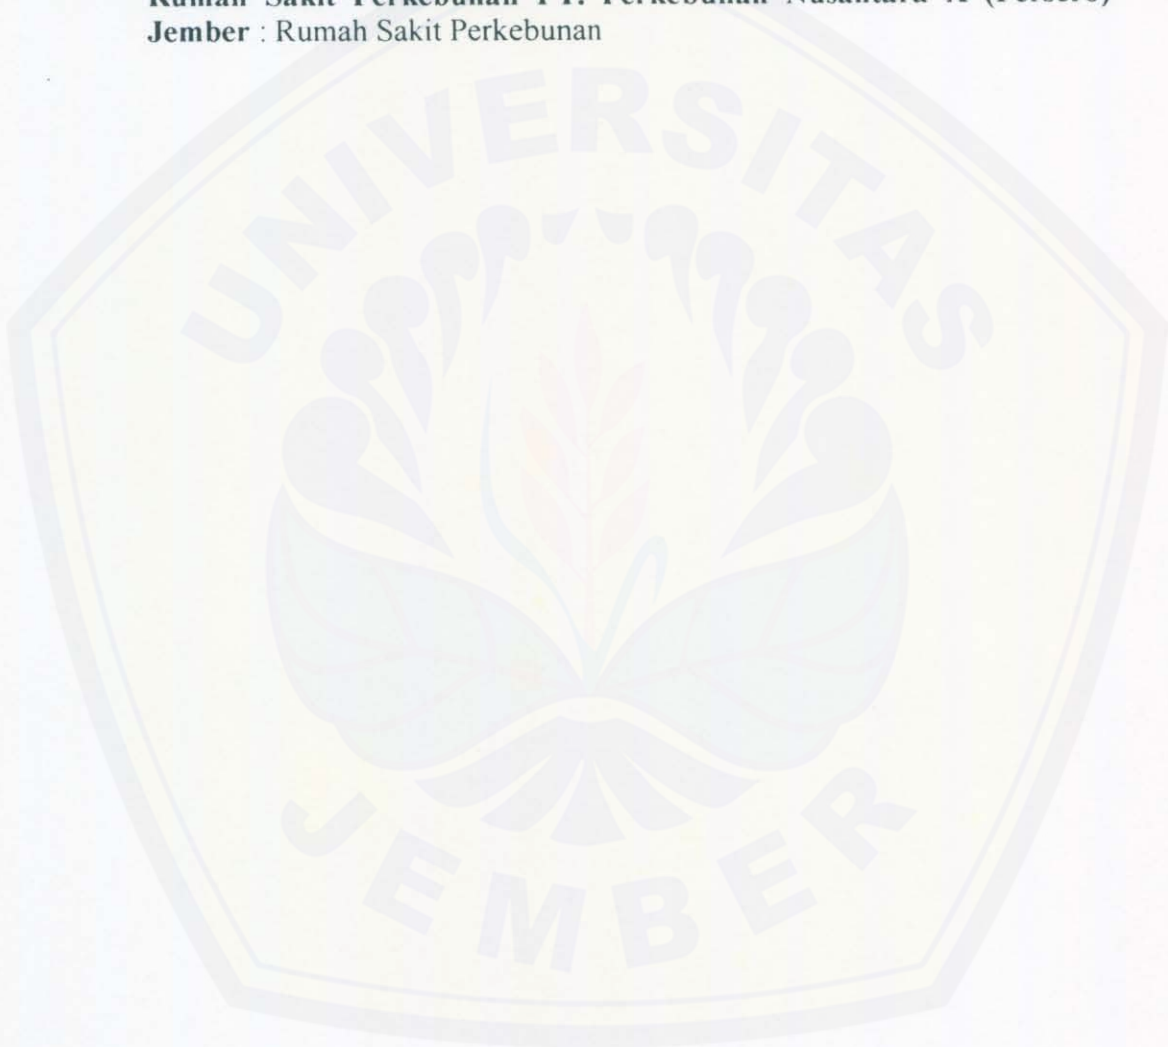 Rumah Sakit Perkebunan PT. Perkebunan Nusantara X (Persero)
Jember : Rumah Sakit Perkebunan
UNIVERSITAS
JEMBER